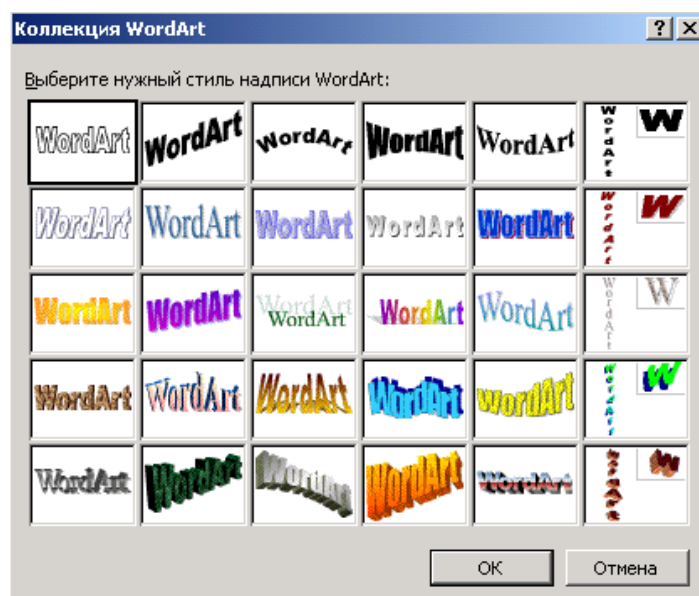 Коллекция WordArt
Выберите нужный стиль надписи WordArt:
WordArt WordArt WordArt WordArt WordArt WordArt W
WordArt WordArt WordArt WordArt WordArt WordArt W
WordArt WordArt WordArt WordArt WordArt WordArt WordArt W
WordArt WordArt WordArt WordArt WordArt WordArt W
WordArt WordArt WordArt WordArt WordArt WordArt W
OK Отмена